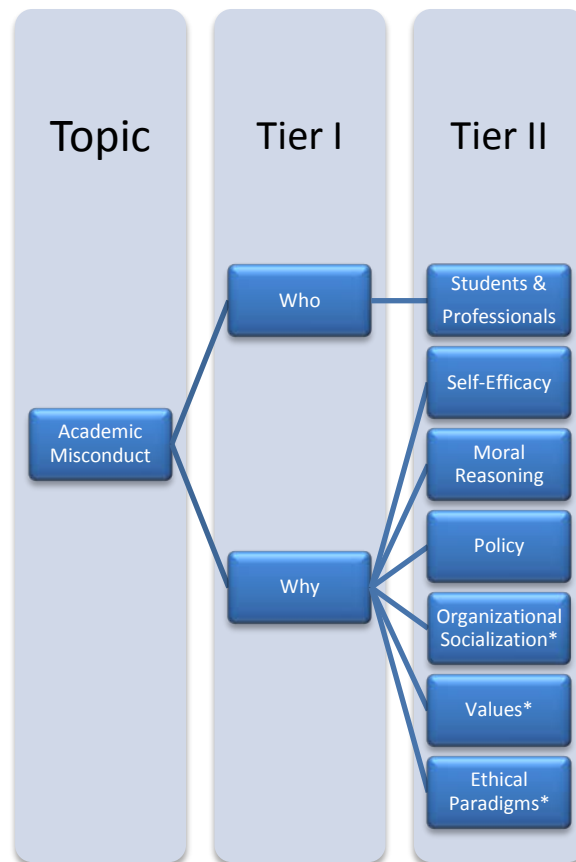 Topic
Tier I
Tier II
Who
Students &
Professionals
Self-Efficacy
Academic
Misconduct
Moral
Reasoning
Policy
Why
Organizational
Socialization*
Values*
Ethical
Paradigms*